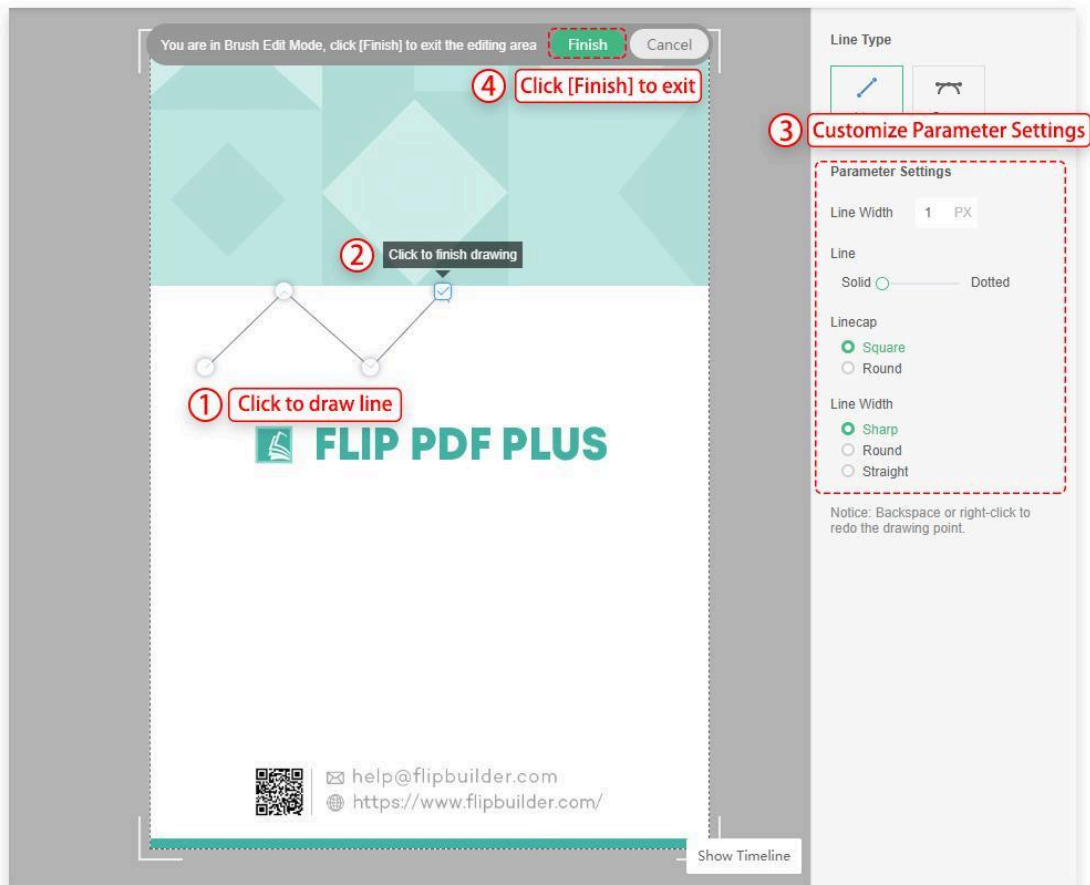 You are in Brush Edit Mode, click [Finish] to exit the editing area
Finish
Cancel
④ Click [Finish] to exit
② Click to finish drawing
① Click to draw line
FLIP PDF PLUS
help@flipbuilder.com
https://www.flipbuilder.com/
Show Timeline
Line Type
③ Customize Parameter Settings
Parameter Settings
Line Width 1 PX
Line
Solid Dotted
Linecap
Square
Round
Line Width
Sharp
Round
Straight
Notice: Backspace or right-click to
redo the drawing point.